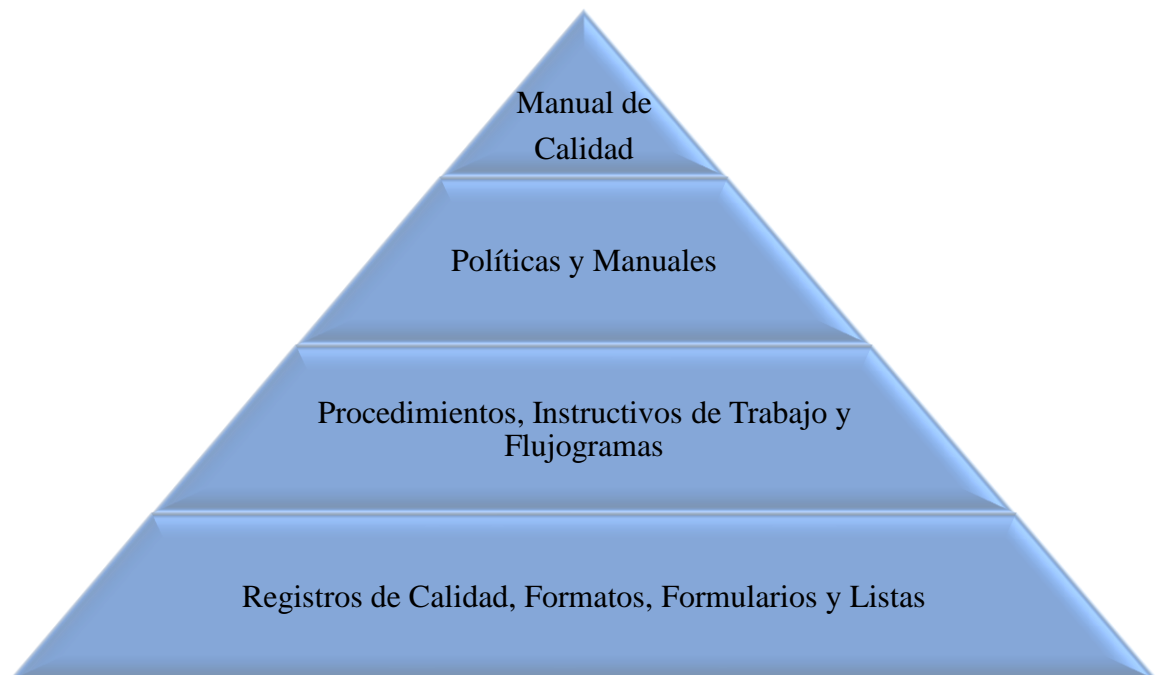 Manual de
Calidad
Políticas y Manuales
Procedimientos, Instructivos de Trabajo y
Flujogramas
Registros de Calidad, Formatos, Formularios y Listas